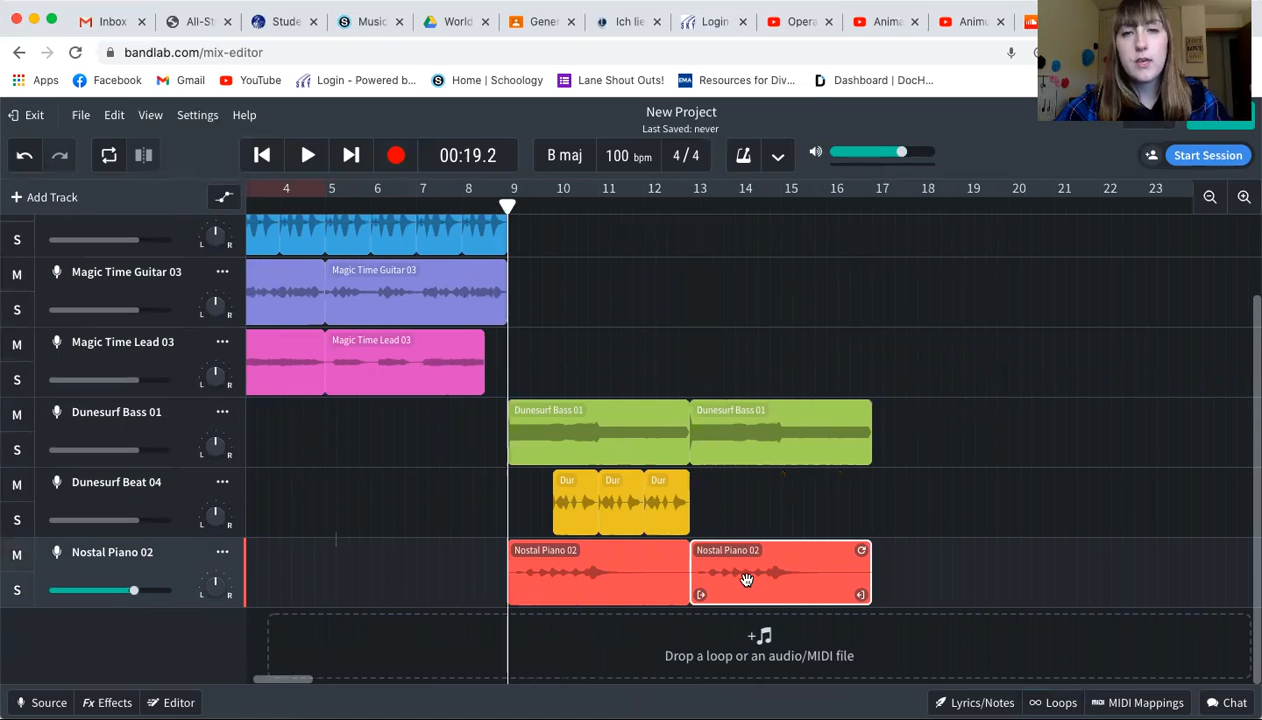 Inbox All-St Stude Music World Gener Ich lie Login Opera Anima Animu
bandlab.com/mix-editor
Apps Facebook Gmail YouTube Login - Powered b... Home | Schoology Lane Shout Outs! Resources for Div... Dashboard | DocH...
Exit File Edit View Settings Help New Project
Last Saved: never
00:19.2 B maj 100 bpm 4 / 4 Start Session
Add Track 4 5 6 7 8 9 10 11 12 13 14 15 16 17 18 19 20 21 22 23
S L R
M Magic Time Guitar 03 Magic Time Guitar 03
S L R
M Magic Time Lead 03 Magic Time Lead 03
S L R
M Dunesurf Bass 01 Dunesurf Bass 01 Dunesurf Bass 01
S L R
M Dunesurf Beat 04 Dur Dur Dur
S L R
M Nostal Piano 02 Nostal Piano 02 Nostal Piano 02
S L R
Drop a loop or an audio/MIDI file
Source Fx Effects Editor Lyrics/Notes Loops MIDI Mappings Chat